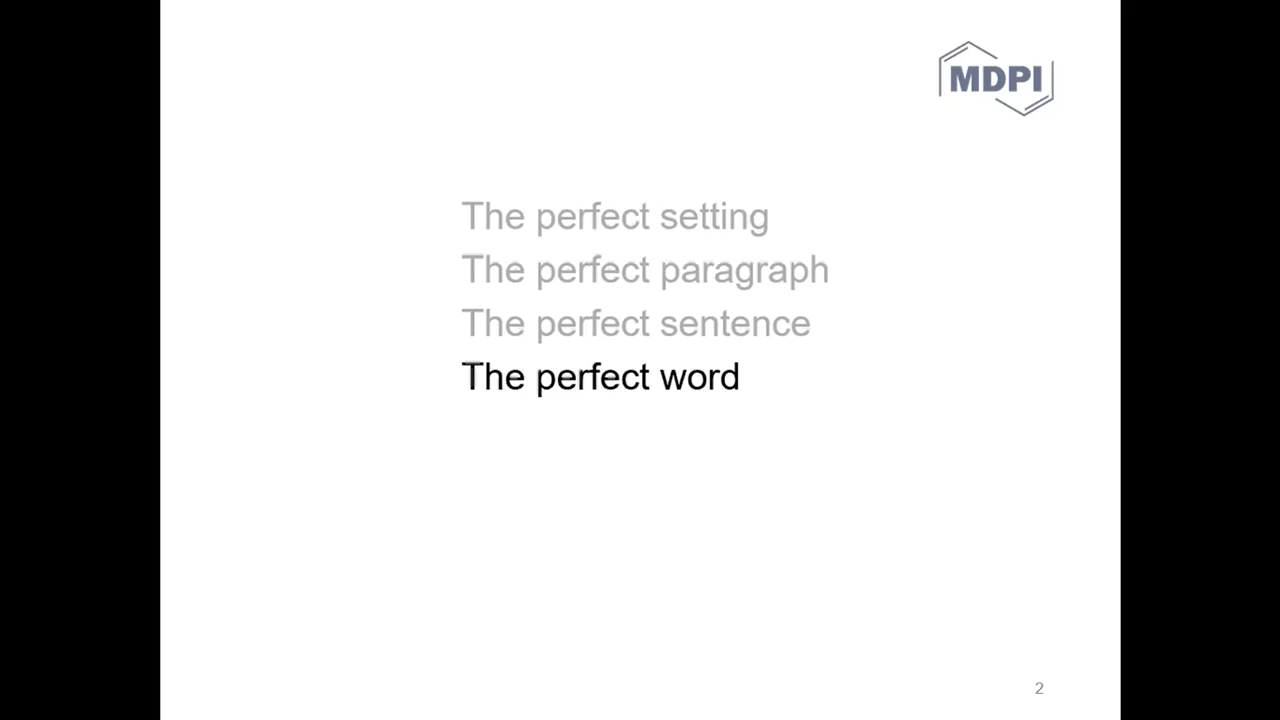 MDPI
The perfect setting
The perfect paragraph
The perfect sentence
The perfect word
2